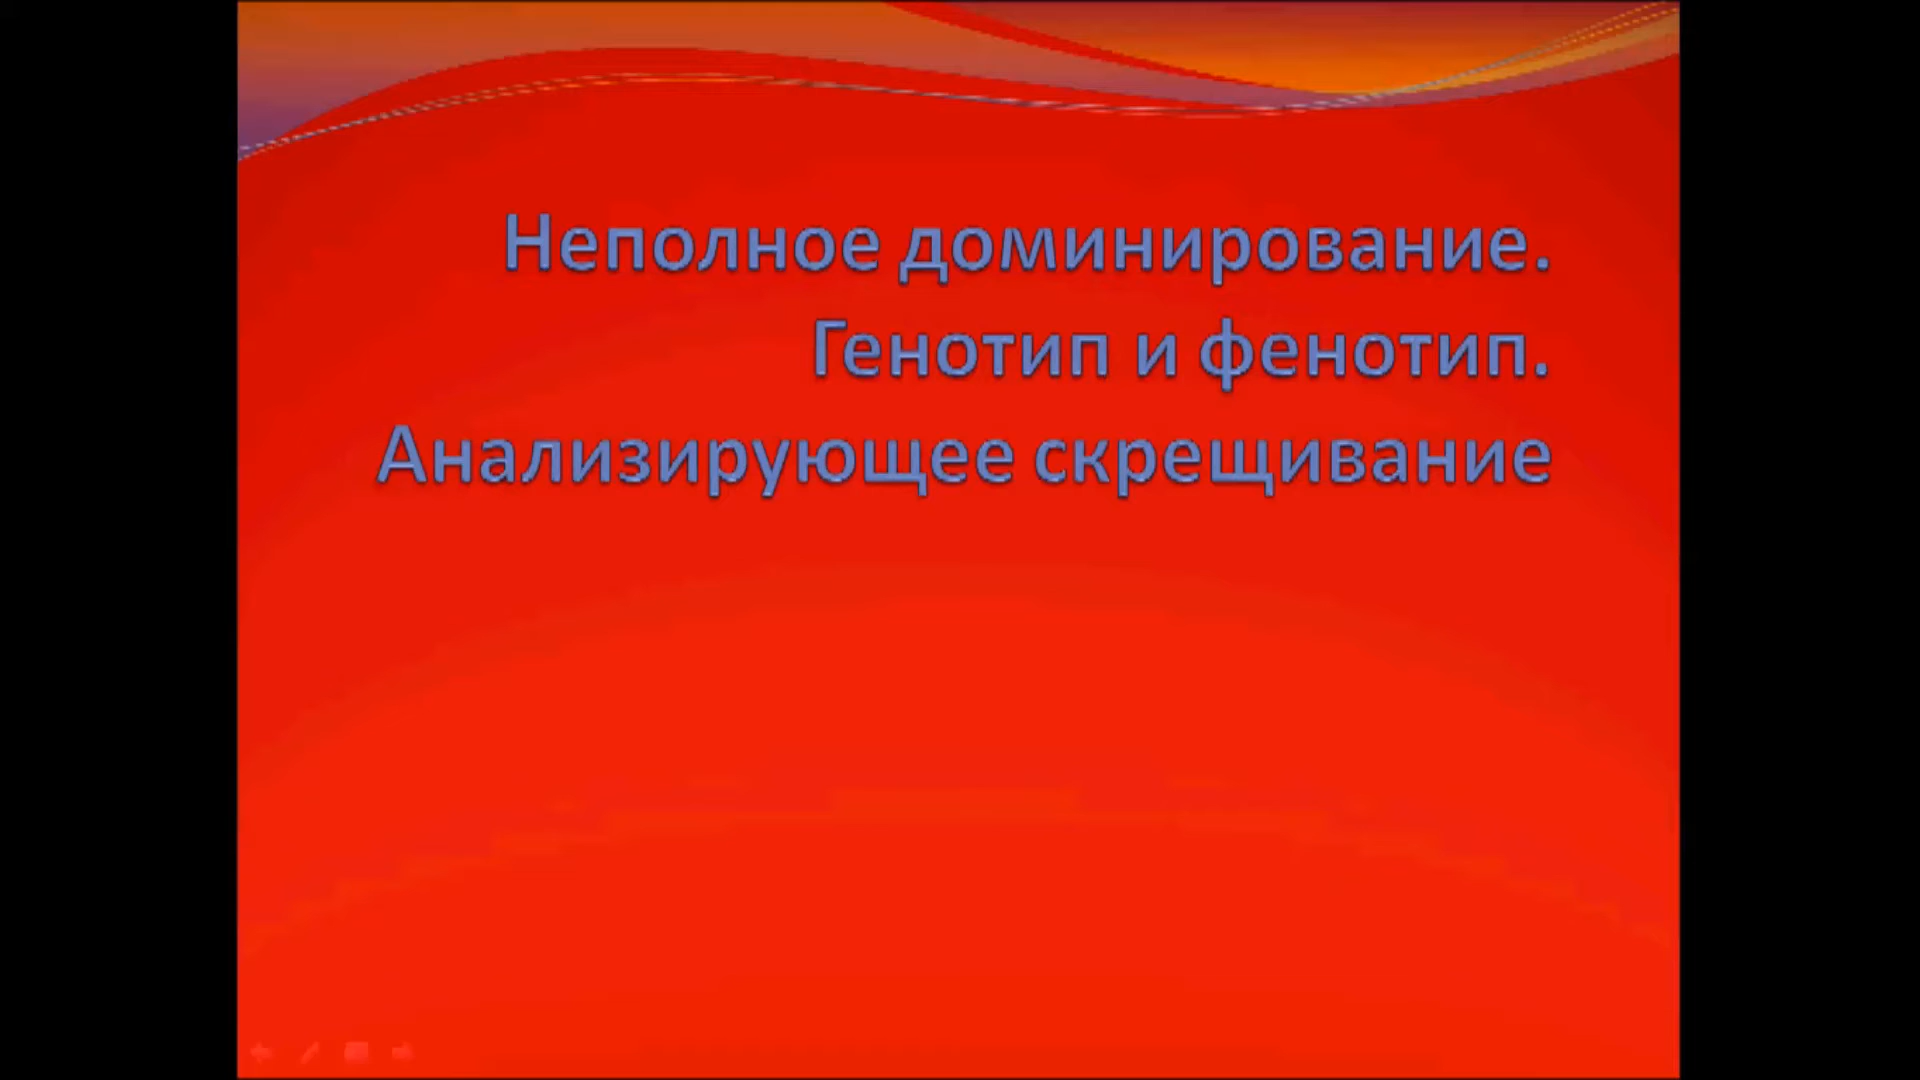 Неполное доминирование.
Генотип и фенотип.
Анализирующее скрещивание